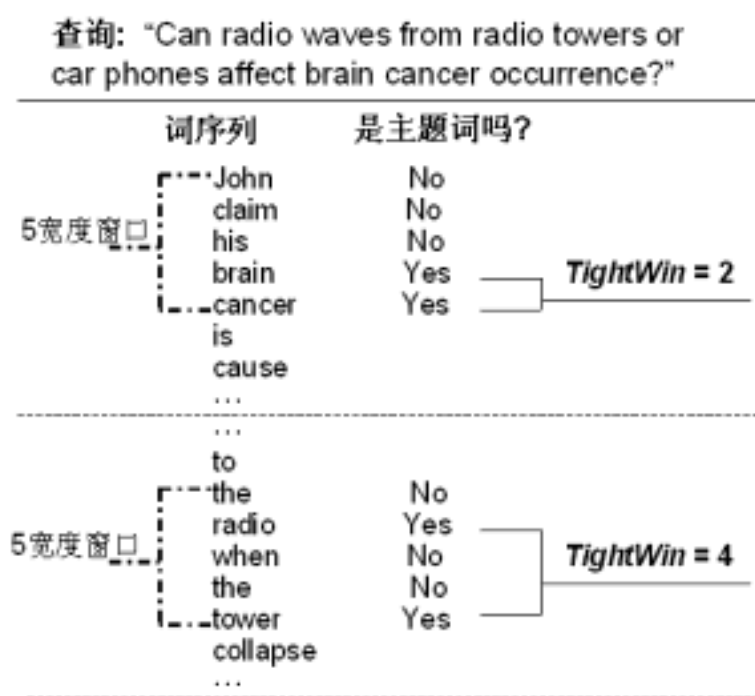 查询: “Can radio waves from radio towers or
car phones affect brain cancer occurrence?”
词序列 是主题词吗?
John No
claim No
5宽度窗口 his No
brain Yes TightWin = 2
cancer Yes
is
cause
...
...
to
the No
radio Yes
5宽度窗口 when No TightWin = 4
the No
tower Yes
collapse
...